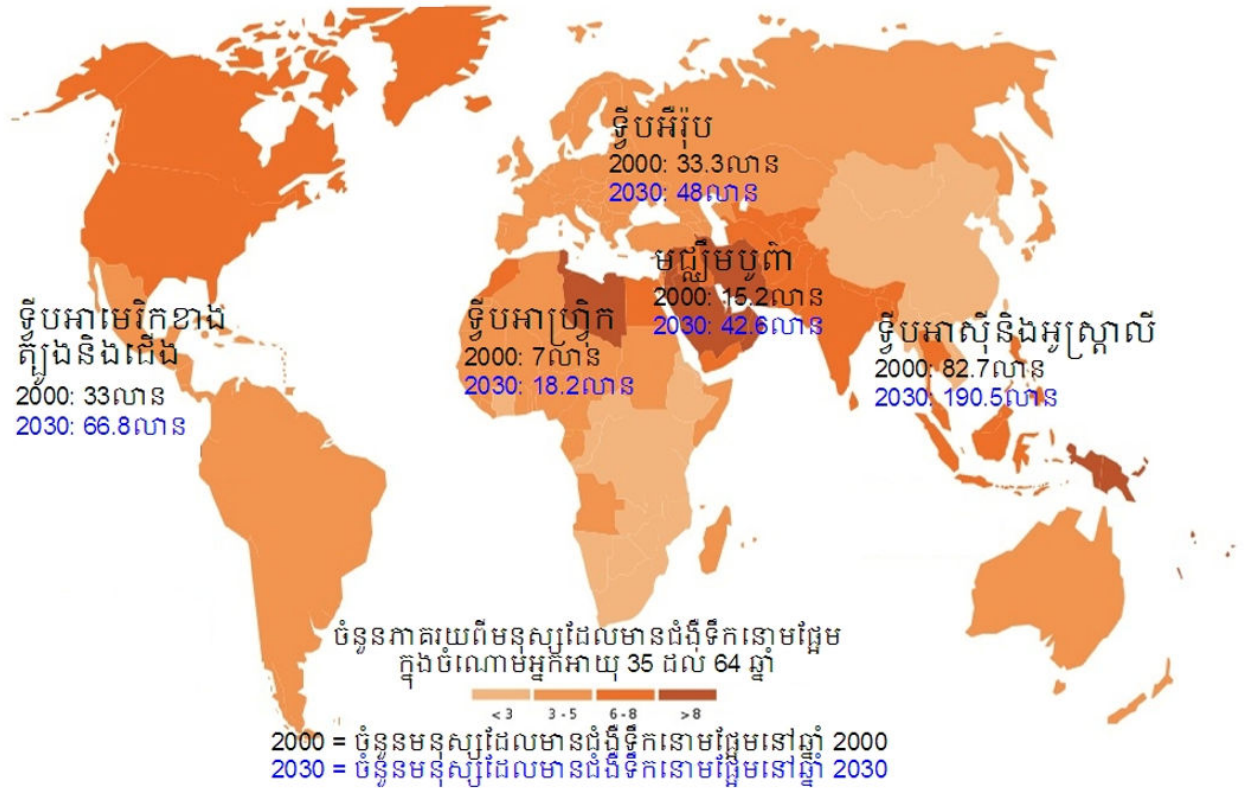 ទ្វីបអឺរ៉ុប
2000: 33.3លាន
2030: 48លាន
មជ្ឈឹមបូព៌ា
2000: 15.2លាន
2030: 42.6លាន
ទ្វីបអាមេរិកខាង
ត្បូងនិងជើង
2000: 33លាន
2030: 66.8លាន
ទ្វីបអាហ្វ្រិក
2000: 7លាន
2030: 18.2លាន
ទ្វីបអាស៊ីនិងអូស្ត្រាលី
2000: 82.7លាន
2030: 190.5លាន
ចំនួនភាគរយពីមនុស្សដែលមានជំងឺទឹកនោមផ្អែម
ក្នុងចំណោមអ្នកអាយុ 35 ដល់ 64 ឆ្នាំ
< 3 3 - 5 6 - 8 >8
2000 = ចំនួនមនុស្សដែលមានជំងឺទឹកនោមផ្អែមនៅឆ្នាំ 2000
2030 = ចំនួនមនុស្សដែលមានជំងឺទឹកនោមផ្អែមនៅឆ្នាំ 2030